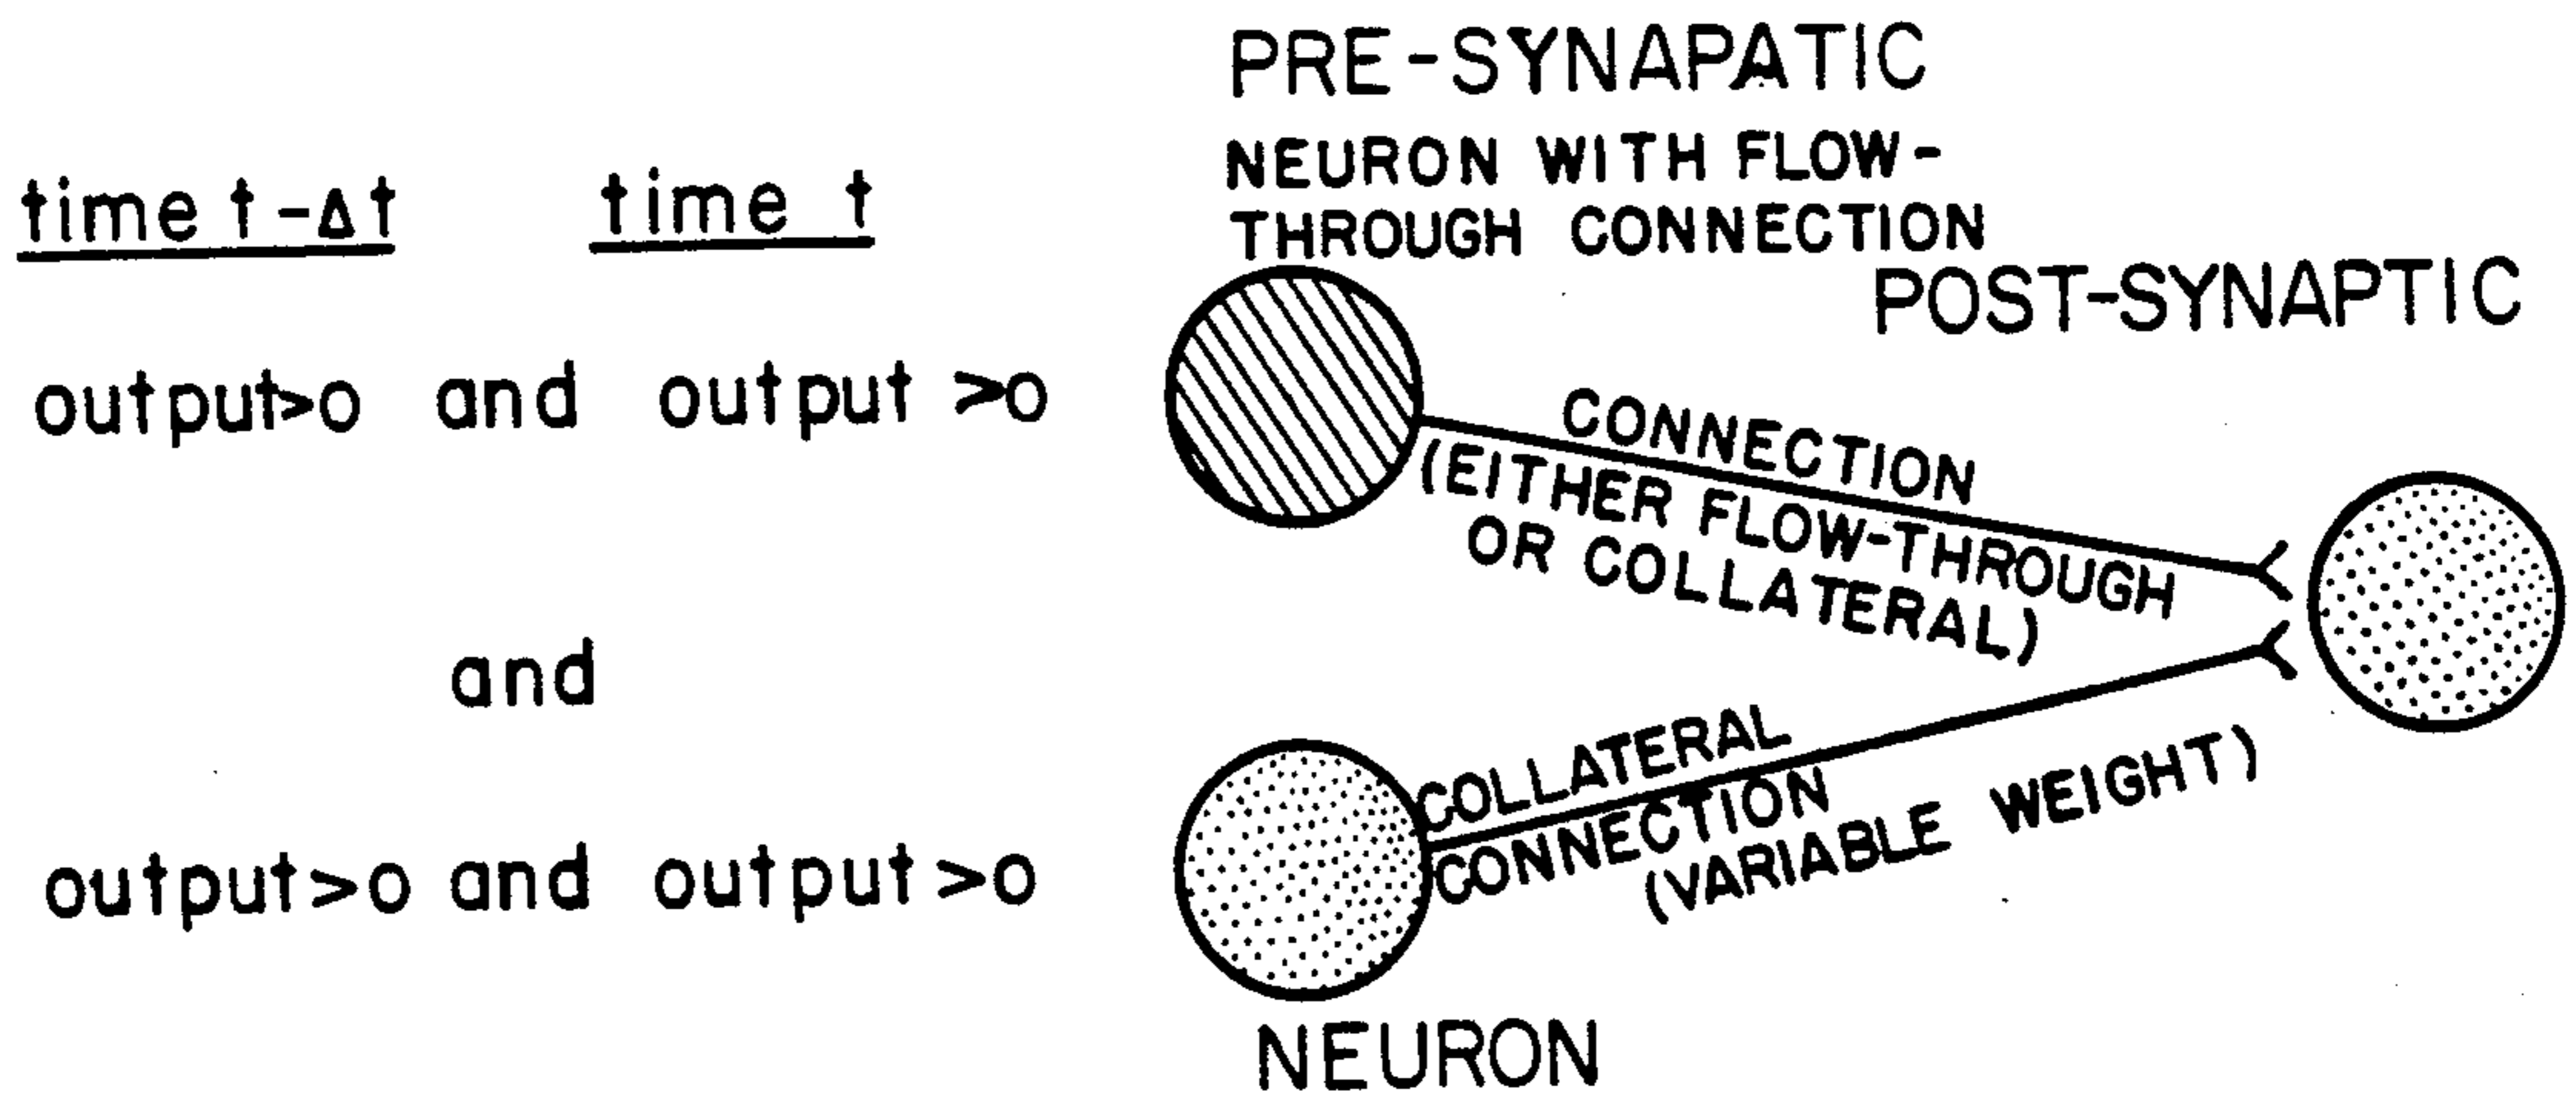 time t-Δt time t
output>o and output >o
and
output>o and output>o
PRE-SYNAPATIC
NEURON WITH FLOW-
THROUGH CONNECTION
POST-SYNAPTIC
CONNECTION
(EITHER FLOW-THROUGH
OR COLLATERAL)
COLLATERAL
CONNECTION
(VARIABLE WEIGHT)
NEURON